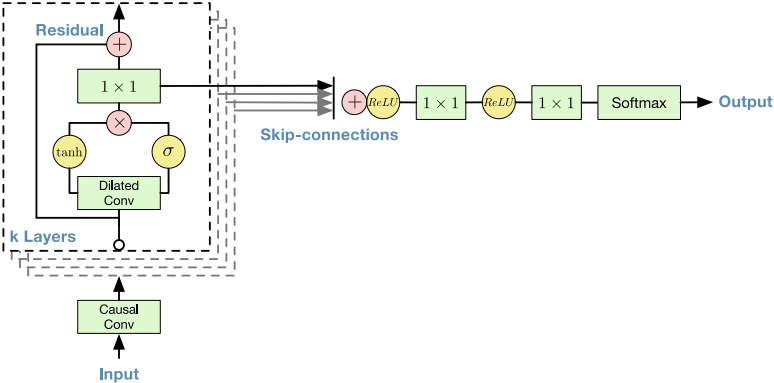 Residual
+
1 × 1
×
tanh
σ
Dilated
Conv
k Layers
Causal
Conv
Input
Skip-connections
+
ReLU
1 × 1
ReLU
1 × 1
Softmax
Output